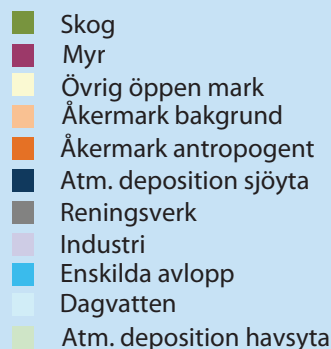 Skog
Myr
Övrig öppen mark
Åkermark bakgrund
Åkermark antropogent
Atm. deposition sjöyta
Reningsverk
Industri
Enskilda avlopp
Dagvatten
Atm. deposition havsyta